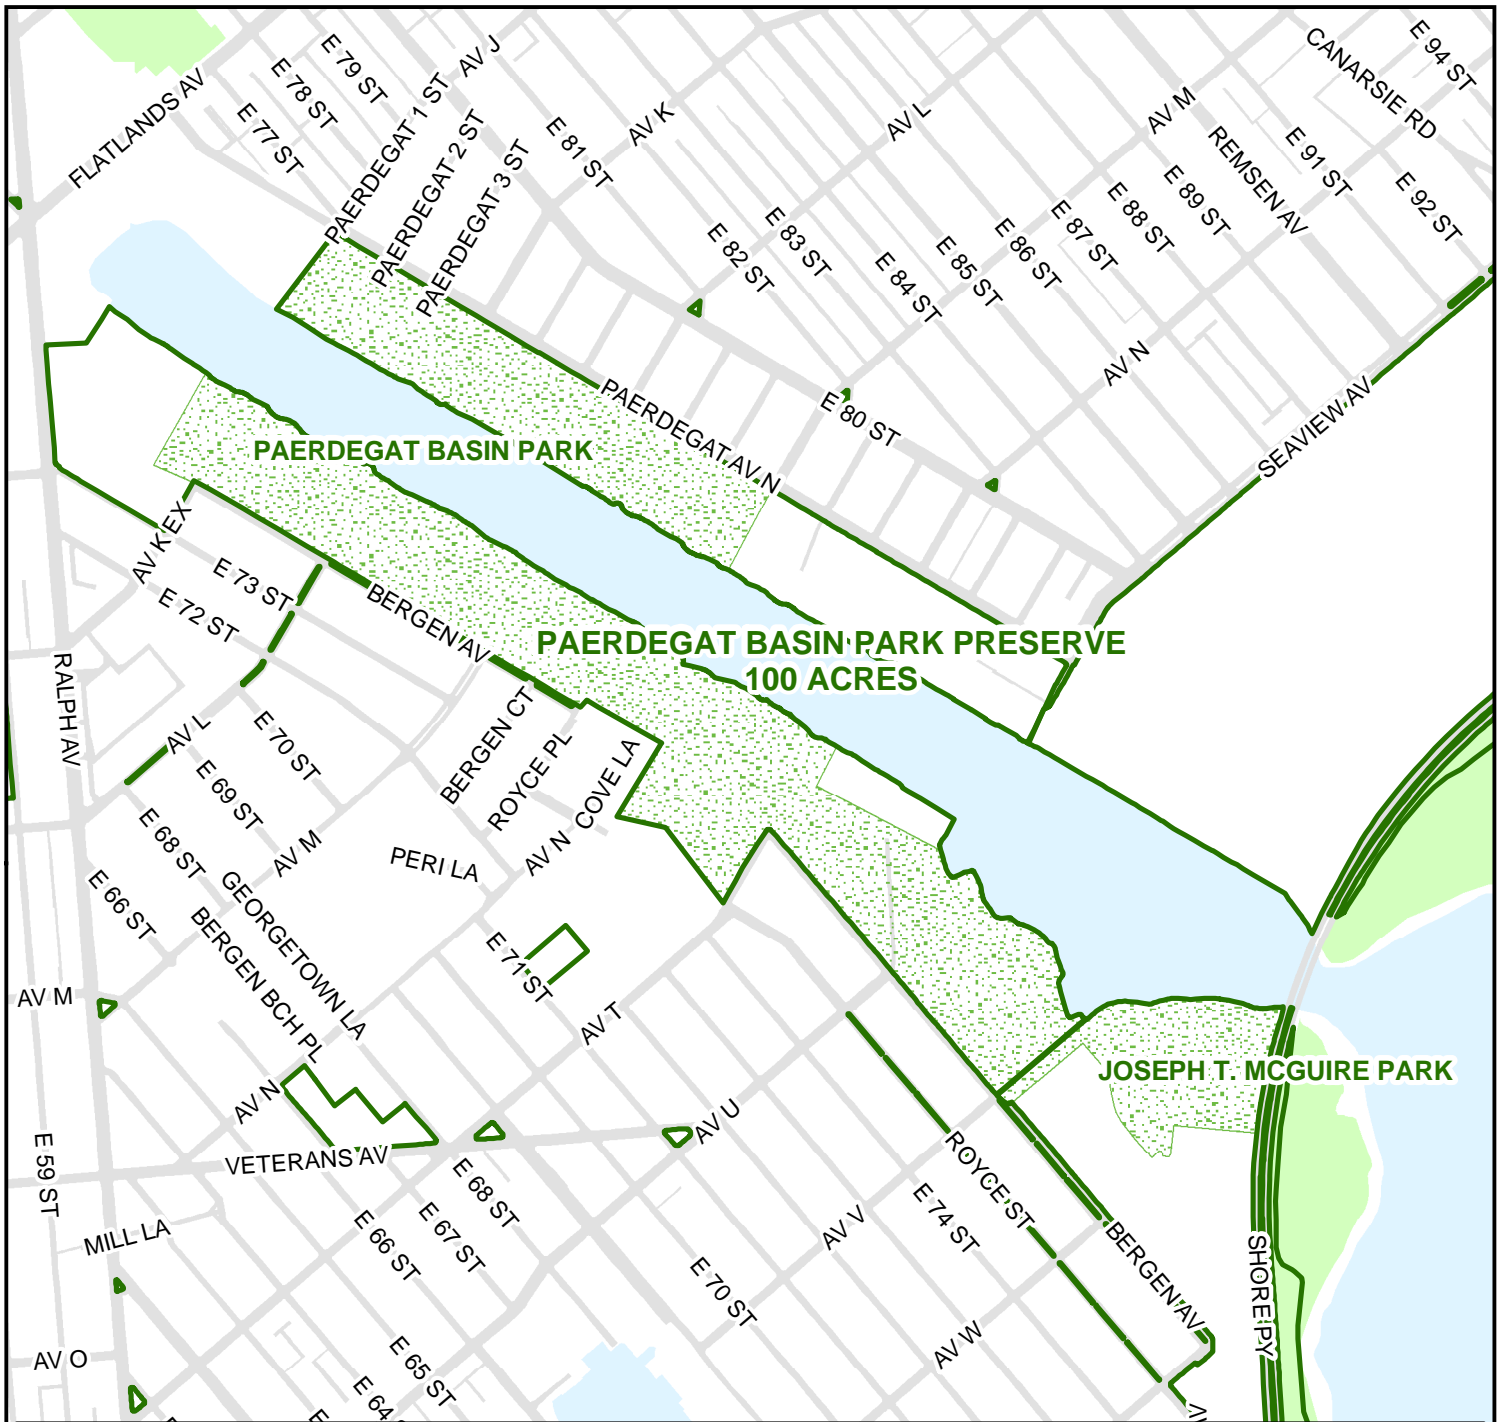 E 94 ST
CANARSIE RD
E 79 ST
AV J
E 78 ST
FLATLANDS AV
E 77 ST
PAERDEGAT 1 ST
PAERDEGAT 2 ST
PAERDEGAT 3 ST
E 81 ST
AV K
AV L
AV M
REMSEN AV
E 91 ST
E 92 ST
E 89 ST
E 88 ST
E 87 ST
E 86 ST
E 85 ST
E 84 ST
E 83 ST
E 82 ST
AV N
SEAVIEW AV
E 80 ST
PAERDEGAT AV N
PAERDEGAT BASIN PARK
AV K EX
E 73 ST
E 72 ST
BERGEN AV
PAERDEGAT BASIN PARK PRESERVE
100 ACRES
RALPH AV
AV L
E 70 ST
BERGEN CT
ROYCE PL
COVE LA
E 69 ST
E 68 ST
AV M
AV N
PERI LA
E 66 ST
GEORGETOWN LA
BERGEN BCH PL
E 71 ST
AV M
AV T
AV N
JOSEPH T. MCGUIRE PARK
AV U
E 59 ST
VETERANS AV
E 68 ST
ROYCE ST
E 74 ST
MILL LA
E 66 ST
E 67 ST
AV V
BERGEN AV
SHORE PY
E 70 ST
AV W
AV O
E 65 ST
E 64